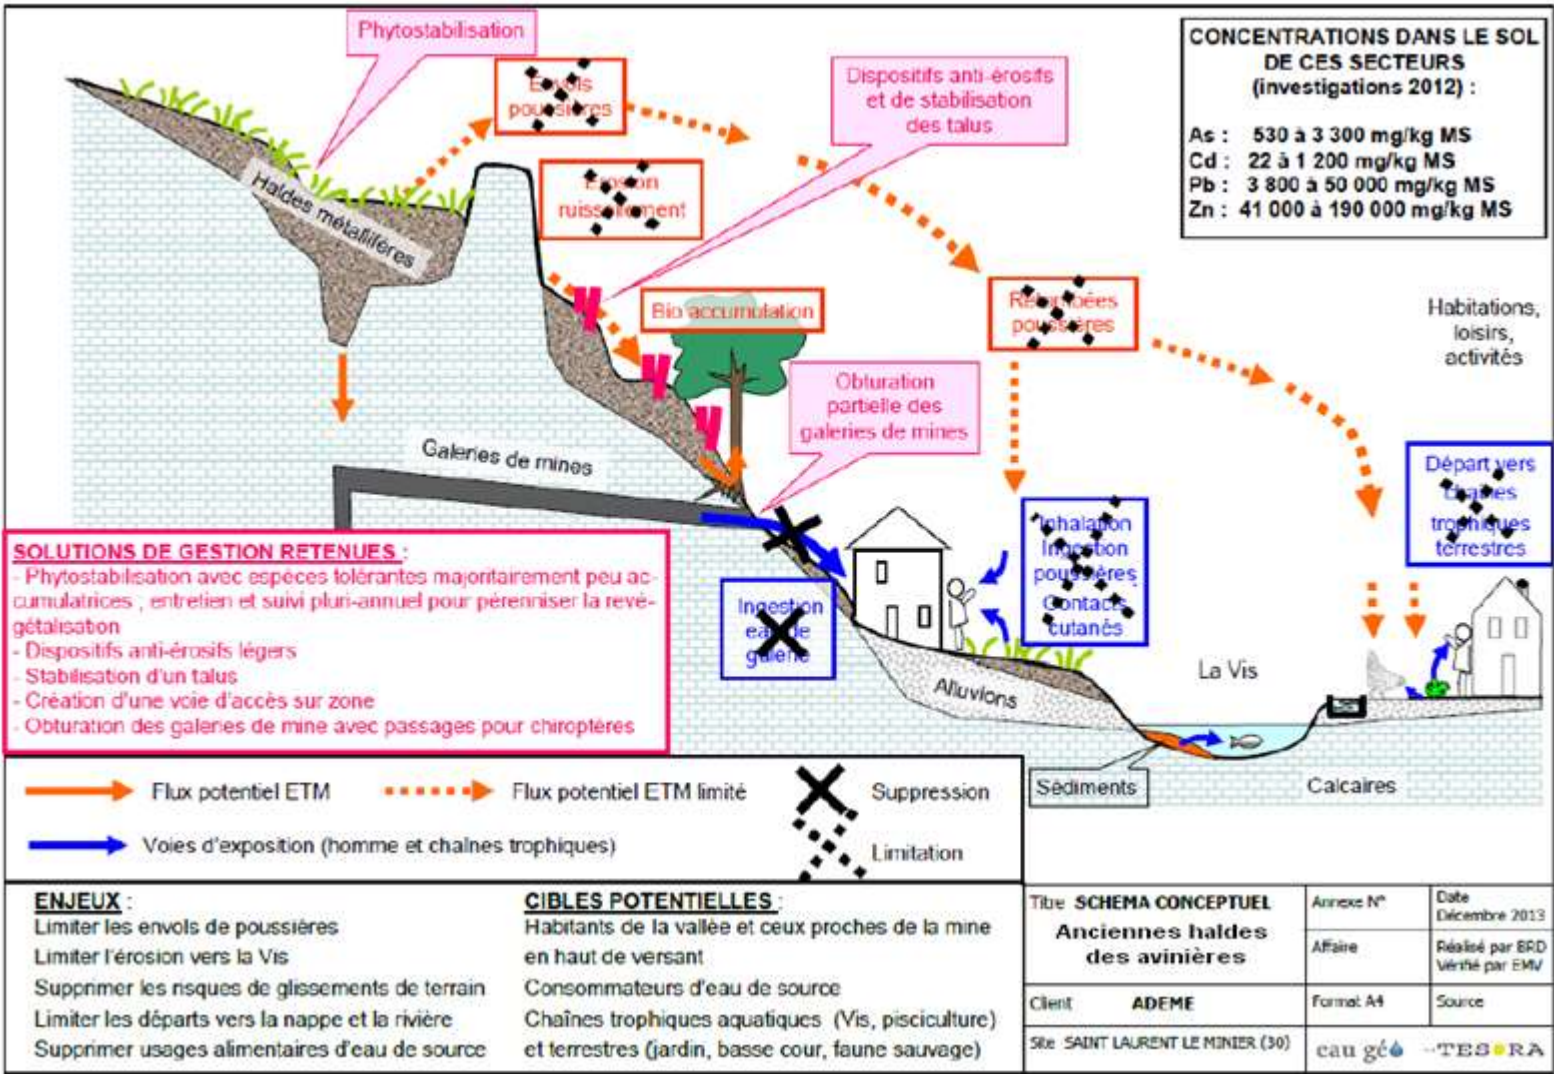 Phytostabilisation
Envols
poussières
Dispositifs anti-érosifs
et de stabilisation
des talus
CONCENTRATIONS DANS LE SOL
DE CES SECTEURS
(investigations 2012) :
As : 530 à 3 300 mg/kg MS
Cd : 22 à 1 200 mg/kg MS
Pb : 3 800 à 50 000 mg/kg MS
Zn : 41 000 à 190 000 mg/kg MS
Erosion
ruissellement
Haldes métallifères
Bio accumulation
Retombées
poussières
Habitations,
loisirs,
activités
Obturation
partielle des
galeries de mines
Galeries de mines
Départ vers
chaînes
trophiques
terrestres
Inhalation
Ingestion
poussières
Contacts
cutanés
SOLUTIONS DE GESTION RETENUES :
- Phytostabilisation avec espèces tolérantes majoritairement peu ac-
cumulatrices ; entretien et suivi pluri-annuel pour pérenniser la revé-
gétalisation
- Dispositifs anti-érosifs légers
- Stabilisation d'un talus
- Création d'une voie d'accès sur zone
- Obturation des galeries de mine avec passages pour chiroptères
Ingestion
eau de
galerie
Alluvions
La Vis
Sédiments
Calcaires
Flux potentiel ETM
Flux potentiel ETM limité
Suppression
Voies d'exposition (homme et chaînes trophiques)
Limitation
ENJEUX :
Limiter les envols de poussières
Limiter l'érosion vers la Vis
Supprimer les risques de glissements de terrain
Limiter les départs vers la nappe et la rivière
Supprimer usages alimentaires d'eau de source
CIBLES POTENTIELLES :
Habitants de la vallée et ceux proches de la mine
en haut de versant
Consommateurs d'eau de source
Chaînes trophiques aquatiques (Vis, pisciculture)
et terrestres (jardin, basse cour, faune sauvage)
Titre SCHEMA CONCEPTUEL
Anciennes haldes
des avinières
Annexe N°
Date
Décembre 2013
Affaire
Réalisé par BRD
Vérifié par EMV
Client ADEME
Format A4
Source
Site SAINT LAURENT LE MINIER (30)
eau géo
TESORA